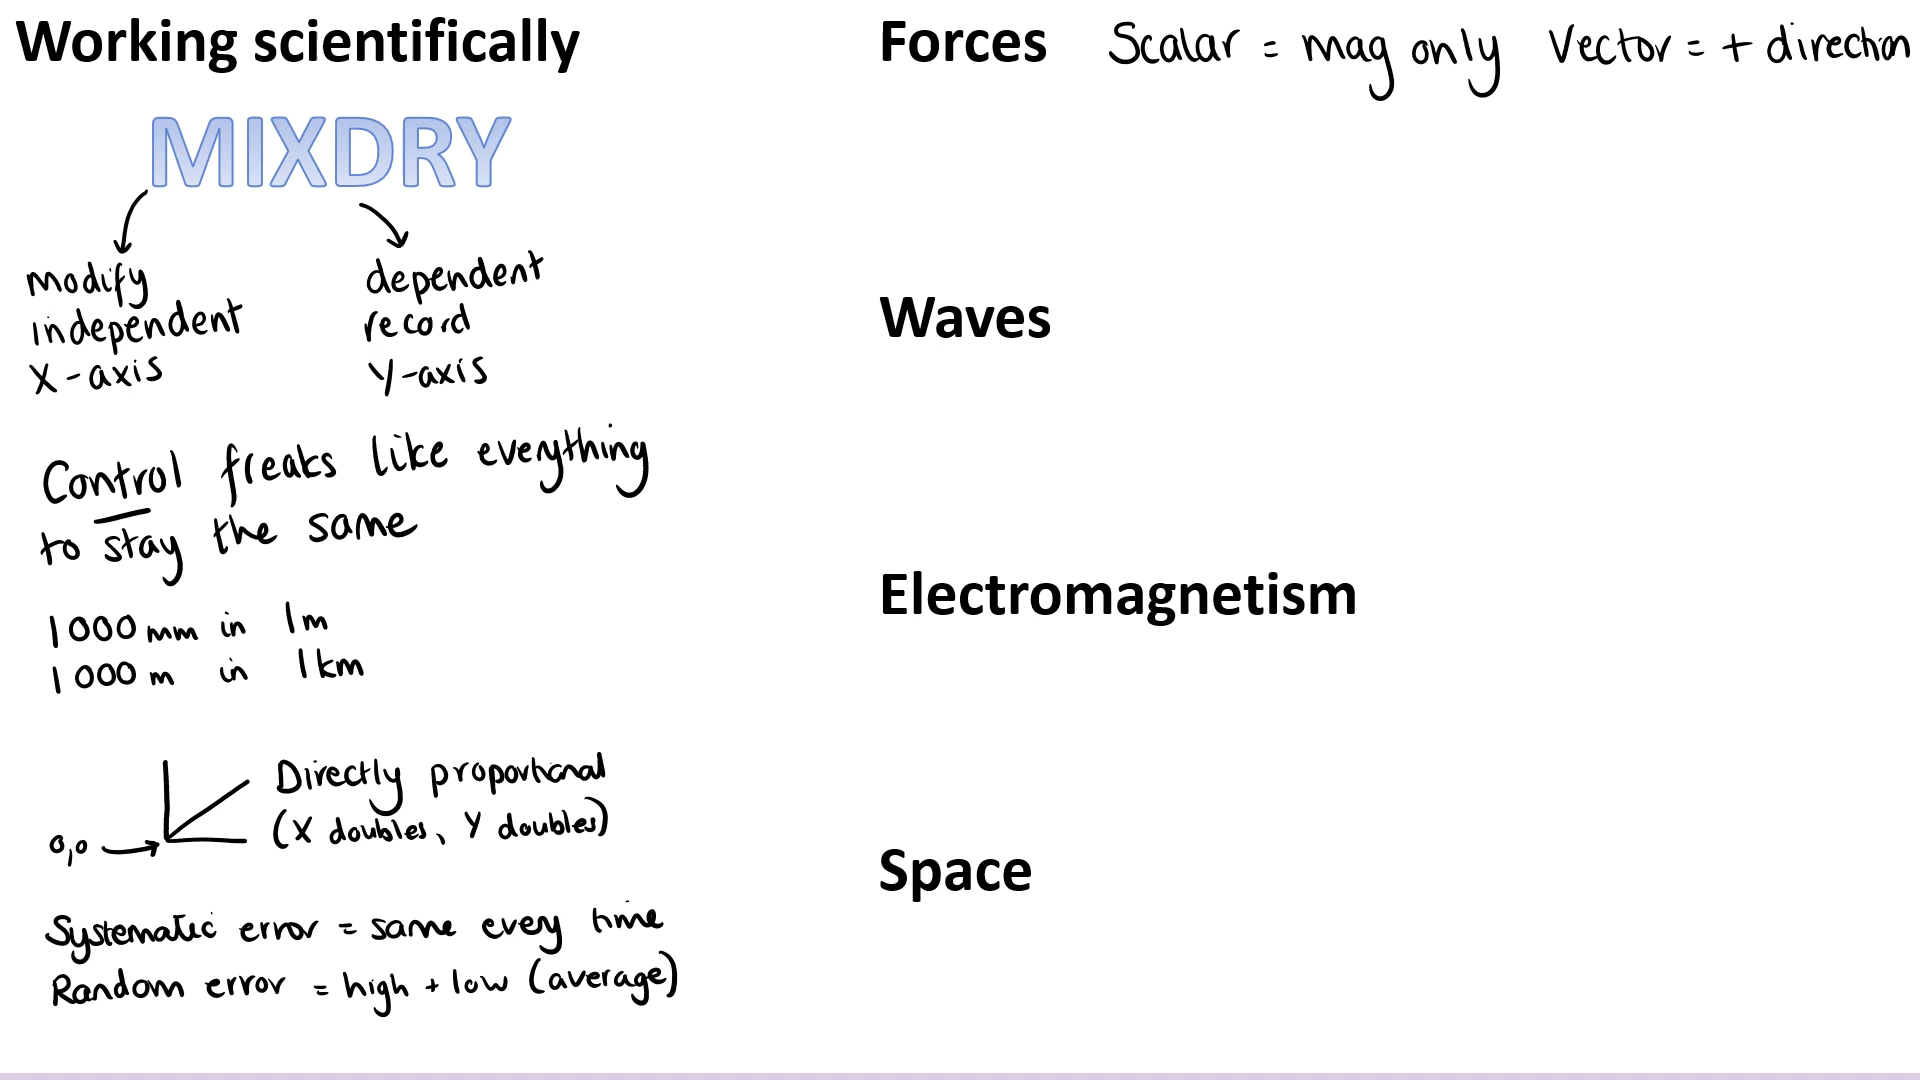 Working scientifically
MIXDRY
modify
independent
X-axis
dependent
record
Y-axis
Control freaks like everything
to stay the same
1000 mm in 1m
1000 m in 1km
Directly proportional
(X doubles, Y doubles)
0,0
Systematic error = same every time
Random error = high + low (average)
Forces Scalar = mag only Vector = + direction
Waves
Electromagnetism
Space